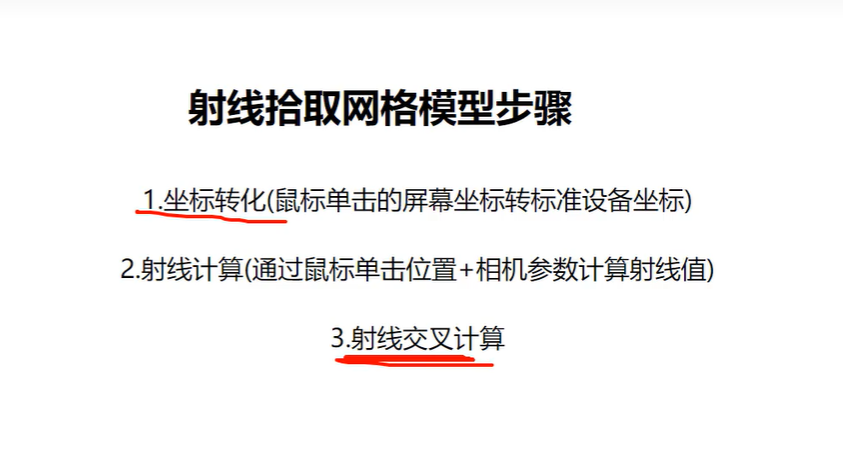 射线拾取网格模型步骤
1.坐标转化(鼠标单击的屏幕坐标转标准设备坐标)
2.射线计算(通过鼠标单击位置+相机参数计算射线值)
3.射线交叉计算